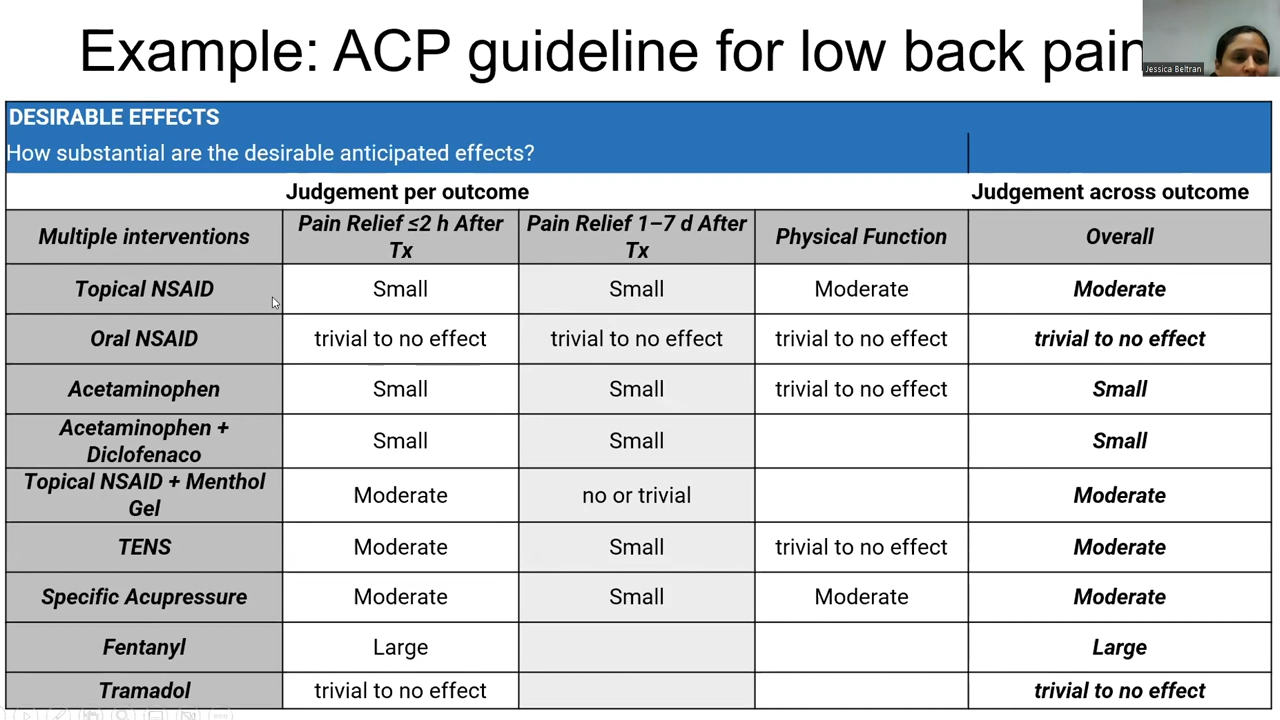 Example: ACP guideline for low back pain
Jessica Beltran
DESIRABLE EFFECTS
How substantial are the desirable anticipated effects?
Judgement per outcome Judgement across outcome
Multiple interventions Pain Relief ≤2 h After Tx Pain Relief 1–7 d After Tx Physical Function Overall
Topical NSAID Small Small Moderate Moderate
Oral NSAID trivial to no effect trivial to no effect trivial to no effect trivial to no effect
Acetaminophen Small Small trivial to no effect Small
Acetaminophen + Diclofenaco Small Small Small
Topical NSAID + Menthol Gel Moderate no or trivial Moderate
TENS Moderate Small trivial to no effect Moderate
Specific Acupressure Moderate Small Moderate Moderate
Fentanyl Large Large
Tramadol trivial to no effect trivial to no effect